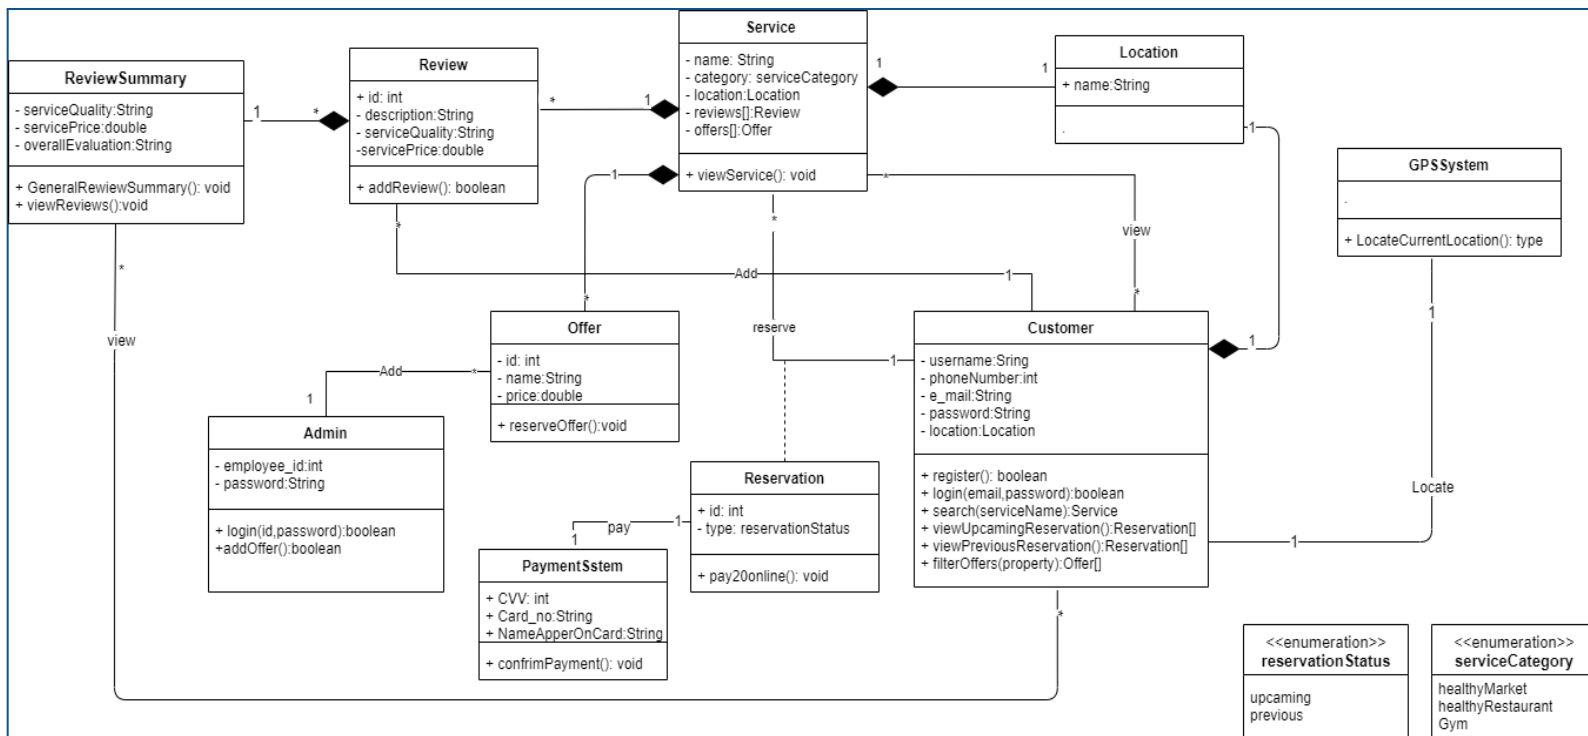 ReviewSummary
- serviceQuality:String
- servicePrice:double
- overallEvaluation:String
+ GeneralRewiewSummary(): void
+ viewReviews():void
1
*
Review
+ id: int
- description:String
- serviceQuality:String
-servicePrice:double
+ addReview(): boolean
*
1
Service
- name: String
- category: serviceCategory
- location:Location
- reviews[]:Review
- offers[]:Offer
+ viewService(): void
1
1
Location
+ name:String
.
1
1
GPSSystem
.
+ LocateCurrentLocation(): type
1
*
*
*
*
view
*
1
Add
1
*
view
reserve
1
Offer
- id: int
- name:String
- price:double
+ reserveOffer():void
Add
*
1
Admin
- employee_id:int
- password:String
+ login(id,password):boolean
+addOffer():boolean
Customer
- username:Sring
- phoneNumber:int
- e_mail:String
- password:String
- location:Location
+ register(): boolean
+ login(email,password):boolean
+ search(serviceName):Service
+ viewUpcamingReservation():Reservation[]
+ viewPreviousReservation():Reservation[]
+ filterOffers(property):Offer[]
1
Locate
*
Reservation
+ id: int
- type: reservationStatus
+ pay20online(): void
1
pay
1
PaymentSstem
+ CVV: int
+ Card_no:String
+ NameApperOnCard:String
+ confrimPayment(): void
<<enumeration>>
reservationStatus
upcaming
previous
<<enumeration>>
serviceCategory
healthyMarket
healthyRestaurant
Gym